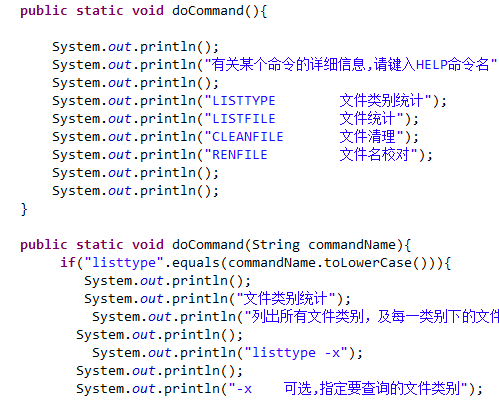 public static void doCommand(){
System.out.println();
System.out.println("有关某个命令的详细信息,请键入HELP命令名"
System.out.println();
System.out.println("LISTTYPE        文件类别统计");
System.out.println("LISTFILE        文件统计");
System.out.println("CLEANFILE       文件清理");
System.out.println("RENFILE         文件名校对");
System.out.println();
System.out.println();
}
public static void doCommand(String commandName){
if("listtype".equals(commandName.toLowerCase())){
System.out.println();
System.out.println("文件类别统计");
System.out.println("列出所有文件类别，及每一类别下的文件
System.out.println();
System.out.println("listtype -x");
System.out.println();
System.out.println("-x    可选,指定要查询的文件类别");